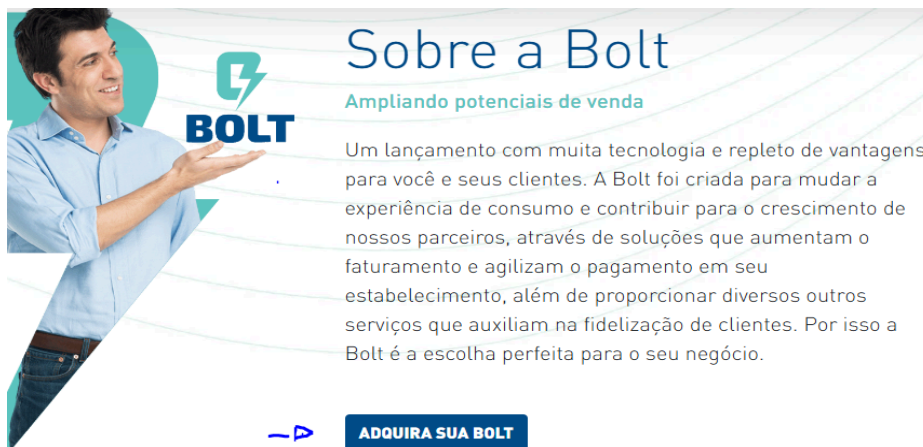 Sobre a Bolt
Ampliando potenciais de venda
BOLT
Um lançamento com muita tecnologia e repleto de vantagens
para você e seus clientes. A Bolt foi criada para mudar a
experiência de consumo e contribuir para o crescimento de
nossos parceiros, através de soluções que aumentam o
faturamento e agilizam o pagamento em seu
estabelecimento, além de proporcionar diversos outros
serviços que auxiliam na fidelização de clientes. Por isso a
Bolt é a escolha perfeita para o seu negócio.
ADQUIRA SUA BOLT